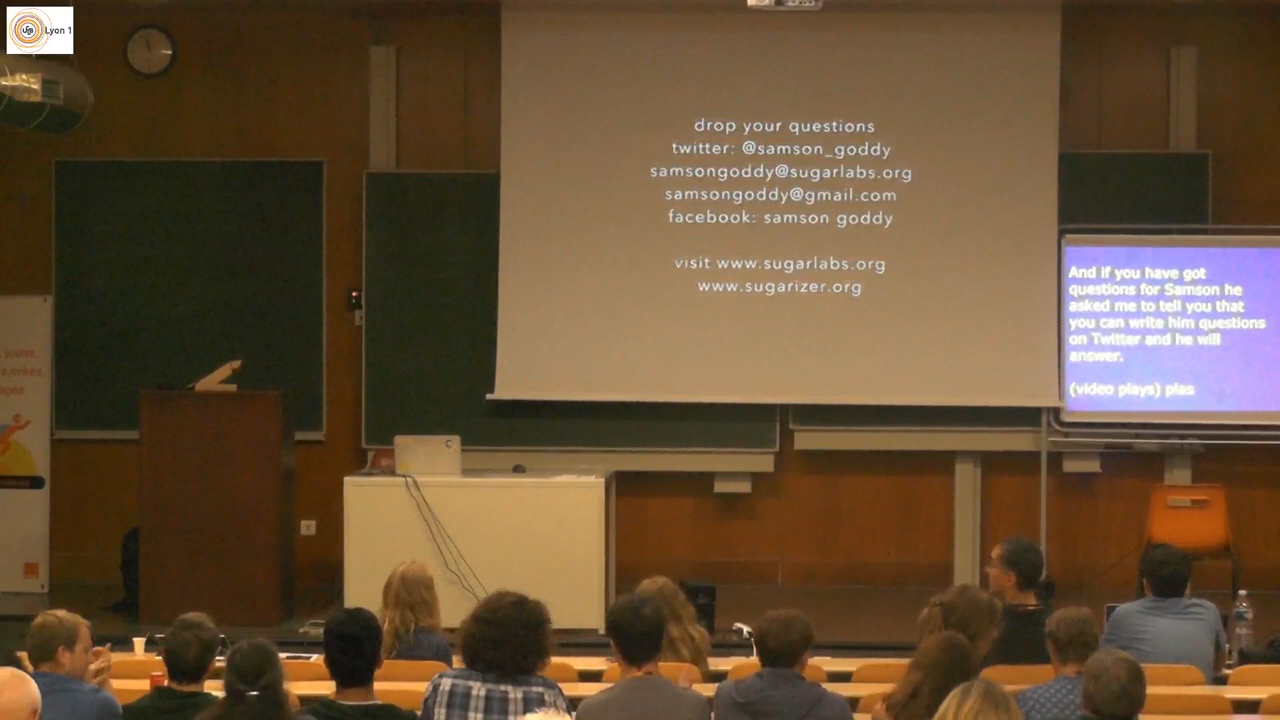 Lyon 1
drop your questions
twitter: @samson_goddy
samsongoddy@sugarlabs.org
samsongoddy@gmail.com
facebook: samson goddy
visit www.sugarlabs.org
www.sugarizer.org
And if you have got
questions for Samson he
asked me to tell you that
you can write him questions
on Twitter and he will
answer.
(video plays) plas